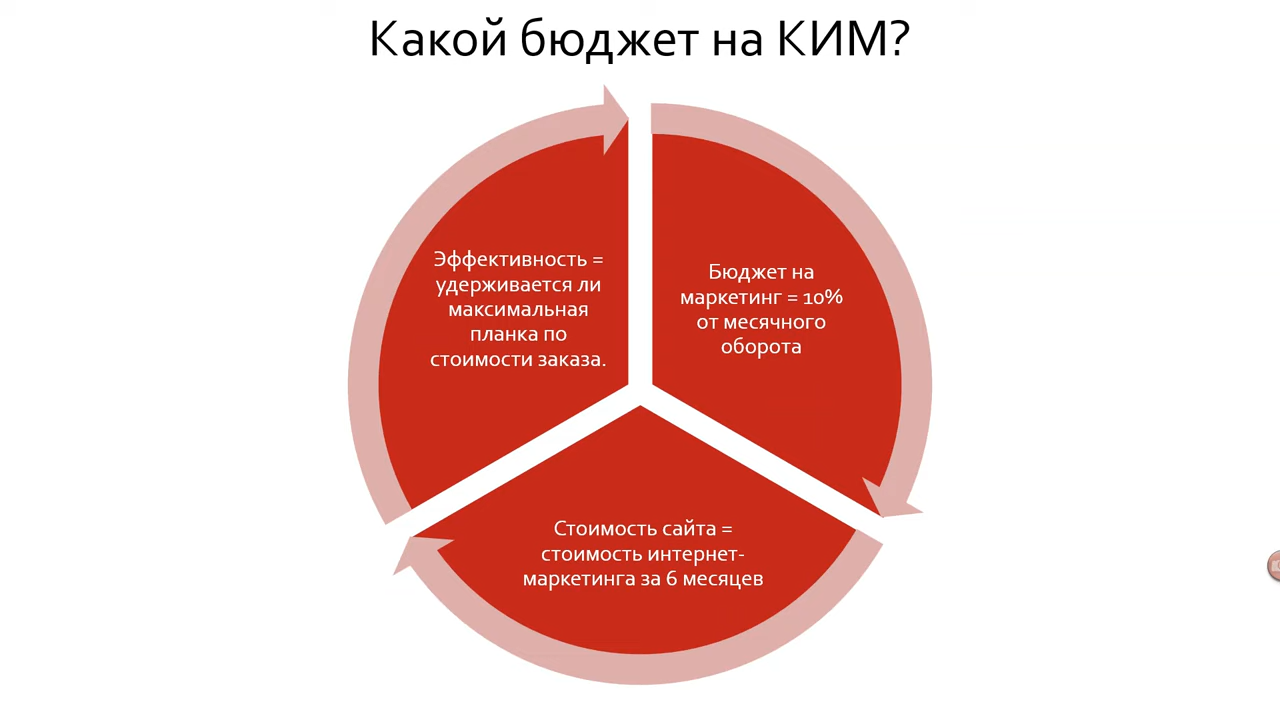 Какой бюджет на КИМ?
Эффективность =
удерживается ли
максимальная
планка по
стоимости заказа.
Бюджет на
маркетинг = 10%
от месячного
оборота
Стоимость сайта =
стоимость интернет-
маркетинга за 6 месяцев